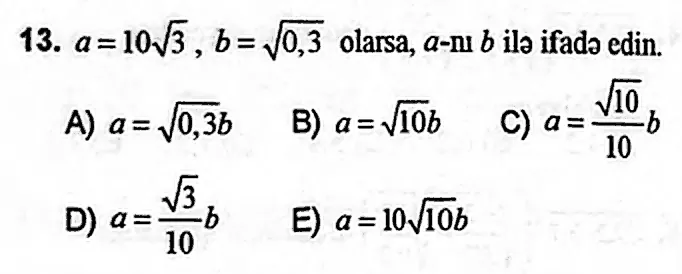 13. a = 10√3 , b = √0,3 olarsa, a-nı b ilə ifadə edin.
A) a = √0,3b B) a = √10b C) a = √10/10 b
D) a = √3/10 b E) a = 10√10b